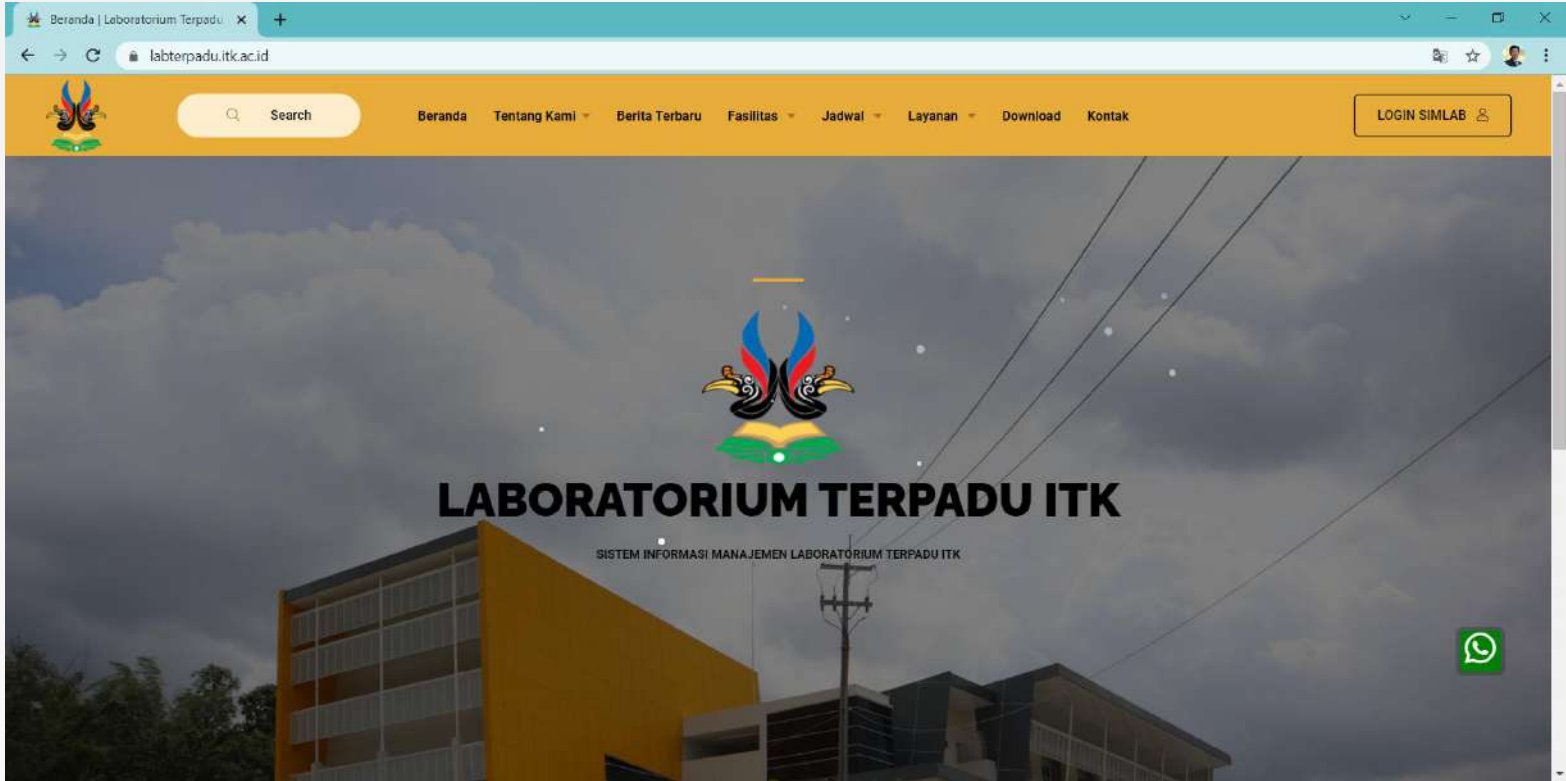 Beranda | Laboratorium Terpadu
labterpadu.itk.ac.id
Search Beranda Tentang Kami Berita Terbaru Fasilitas Jadwal Layanan Download Kontak LOGIN SIMLAB
LABORATORIUM TERPADU ITK
SISTEM INFORMASI MANAJEMEN LABORATORIUM TERPADU ITK